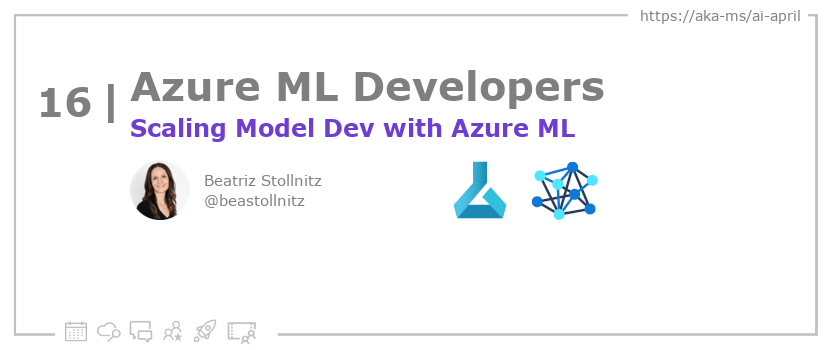 https://aka-ms/ai-april
16 | Azure ML Developers
Scaling Model Dev with Azure ML
Beatriz Stollnitz
@beastollnitz